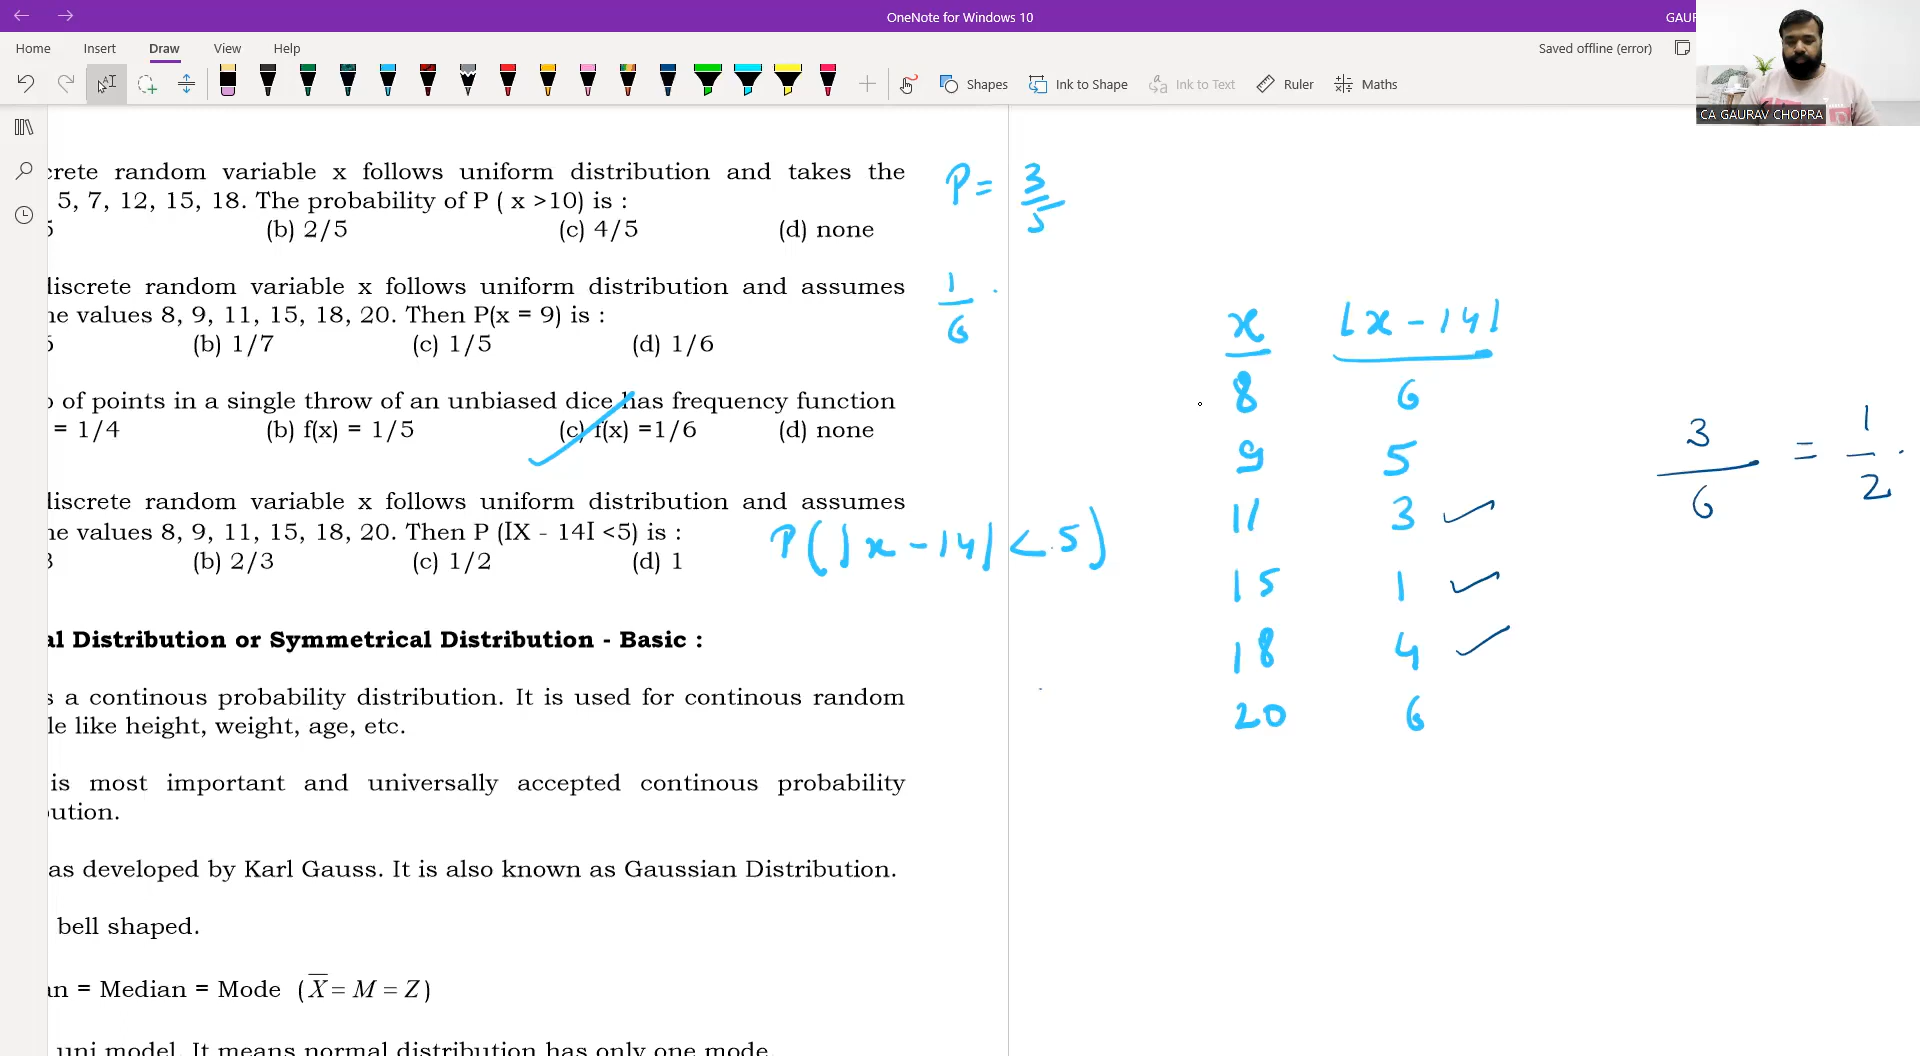 OneNote for Windows 10
GAUR
Home Insert Draw View Help
Saved offline (error)
Shapes Ink to Shape Ink to Text Ruler Maths
CA GAURAV CHOPRA
crete random variable x follows uniform distribution and takes the
5, 7, 12, 15, 18. The probability of P ( x >10) is :
(b) 2/5 (c) 4/5 (d) none
P = 3/5
discrete random variable x follows uniform distribution and assumes
he values 8, 9, 11, 15, 18, 20. Then P(x = 9) is :
(b) 1/7 (c) 1/5 (d) 1/6
1/6
of points in a single throw of an unbiased dice has frequency function
= 1/4 (b) f(x) = 1/5 (c) f(x) =1/6 (d) none
discrete random variable x follows uniform distribution and assumes
he values 8, 9, 11, 15, 18, 20. Then P (IX - 14I <5) is :
(b) 2/3 (c) 1/2 (d) 1
P(|x - 14| < 5)
x |x - 14|
8 6
9 5
11 3 ✓
15 1 ✓
18 4 ✓
20 6
3/6 = 1/2
al Distribution or Symmetrical Distribution - Basic :
s a continous probability distribution. It is used for continous random
le like height, weight, age, etc.
is most important and universally accepted continous probability
bution.
as developed by Karl Gauss. It is also known as Gaussian Distribution.
bell shaped.
an = Median = Mode (X̅ = M = Z)
uni model. It means normal distribution has only one mode.